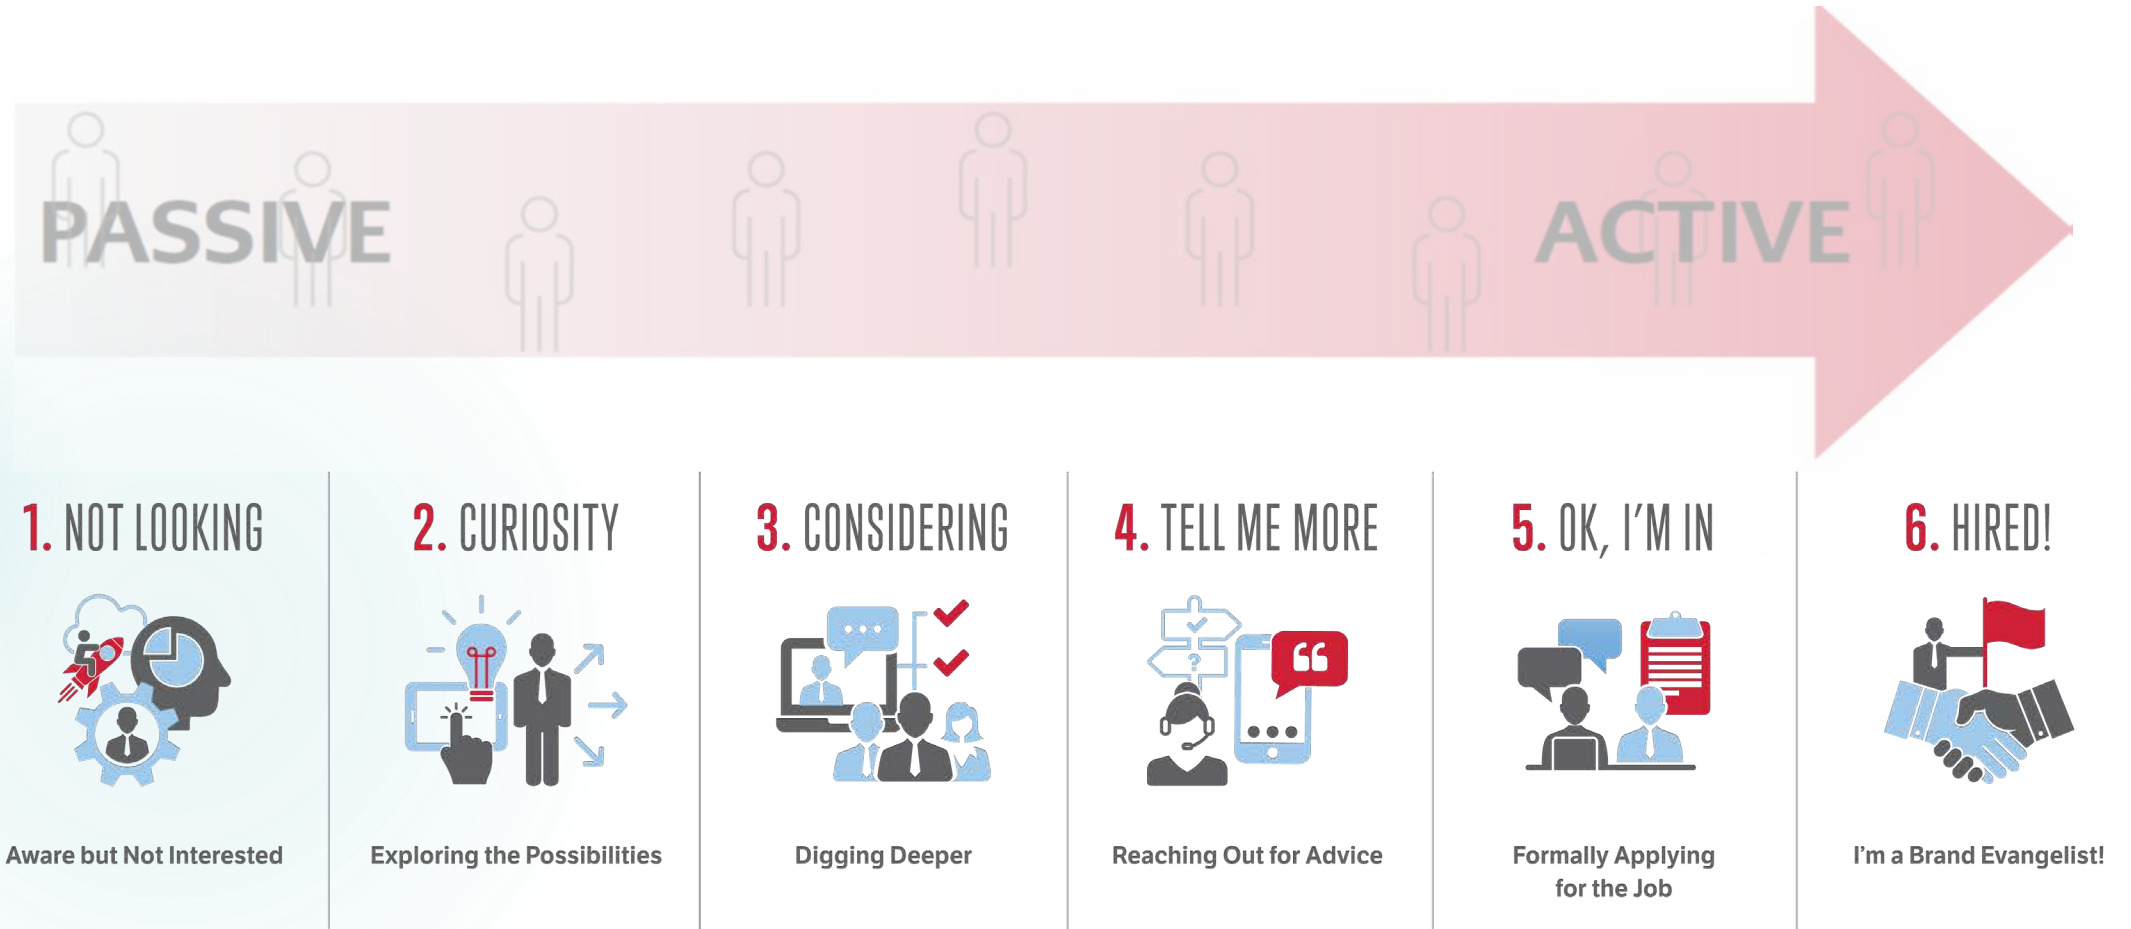 PASSIVE
ACTIVE
1. NOT LOOKING
2. CURIOSITY
3. CONSIDERING
4. TELL ME MORE
5. OK, I'M IN
6. HIRED!
?
“
Aware but Not Interested
Exploring the Possibilities
Digging Deeper
Reaching Out for Advice
Formally Applying
for the Job
I'm a Brand Evangelist!